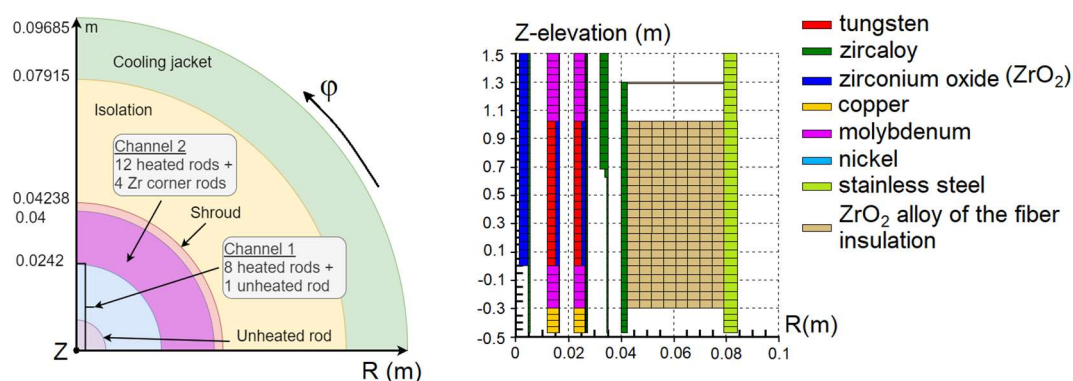 0.09685
m
0.07915
0.04238
0.04
0.0242
Z
R (m)
Cooling jacket
φ
Isolation
Channel 2
12 heated rods +
4 Zr corner rods
Shroud
Channel 1
8 heated rods +
1 unheated rod
Unheated rod
Z-elevation (m)
1.5
1.3
1.1
0.9
0.7
0.5
0.3
0.1
-0.1
-0.3
-0.5
0
0.02
0.04
0.06
0.08
0.1
R(m)
tungsten
zircaloy
zirconium oxide (ZrO₂)
copper
molybdenum
nickel
stainless steel
ZrO₂ alloy of the fiber
insulation